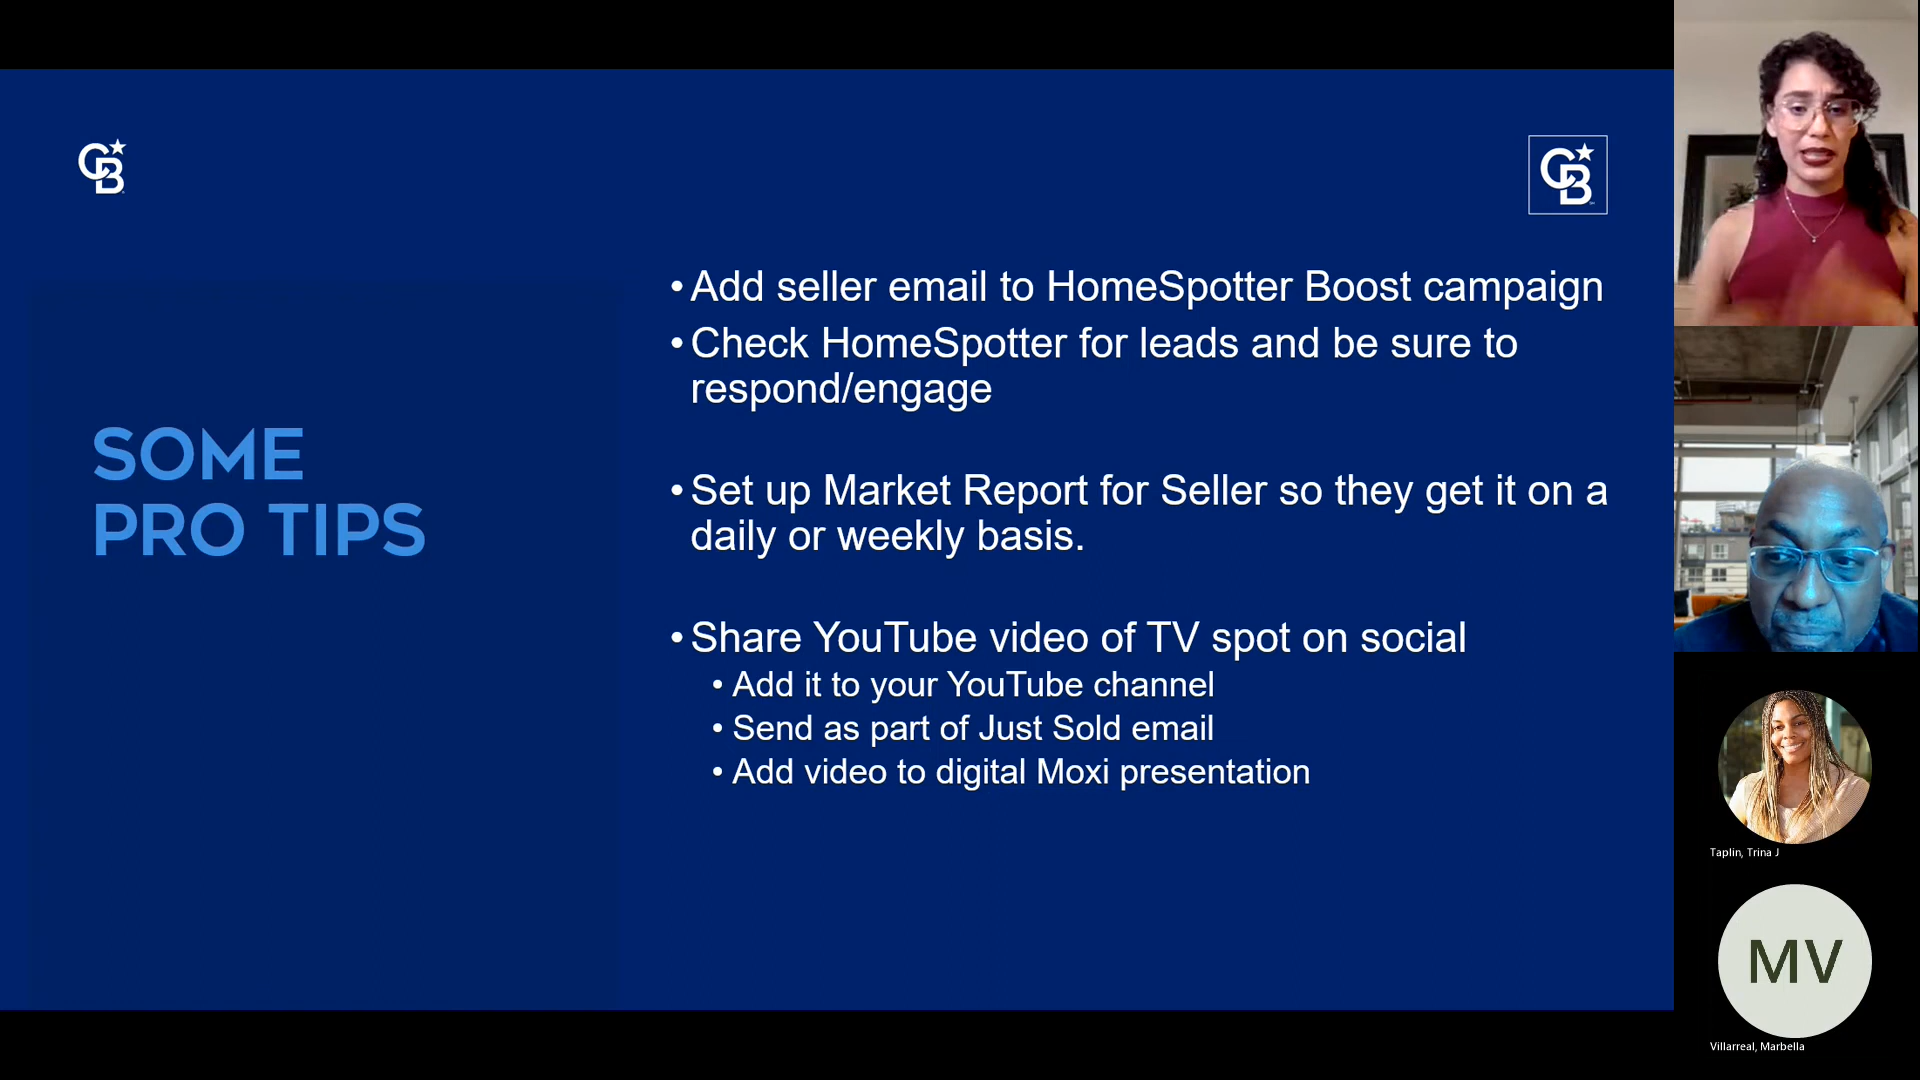 CB
CB
SOME
PRO TIPS
• Add seller email to HomeSpotter Boost campaign
• Check HomeSpotter for leads and be sure to
respond/engage
• Set up Market Report for Seller so they get it on a
daily or weekly basis.
• Share YouTube video of TV spot on social
• Add it to your YouTube channel
• Send as part of Just Sold email
• Add video to digital Moxi presentation
Taplin, Trina J
MV
Villarreal, Marbella